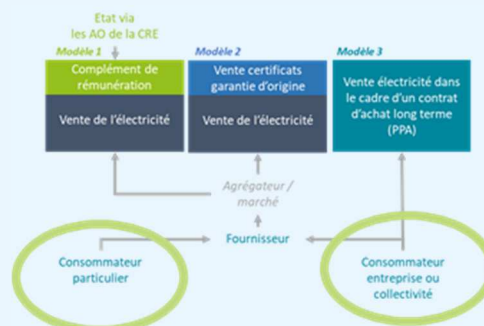 Etat via
les AO de la CRE
Modèle 1
Modèle 2
Modèle 3
Complément de
rémunération
Vente de l'électricité
Vente certificats
garantie d'origine
Vente de l'électricité
Vente électricité dans
le cadre d'un contrat
d'achat long terme
(PPA)
Agrégateur /
marché
Fournisseur
Consommateur
particulier
Consommateur
entreprise ou
collectivité